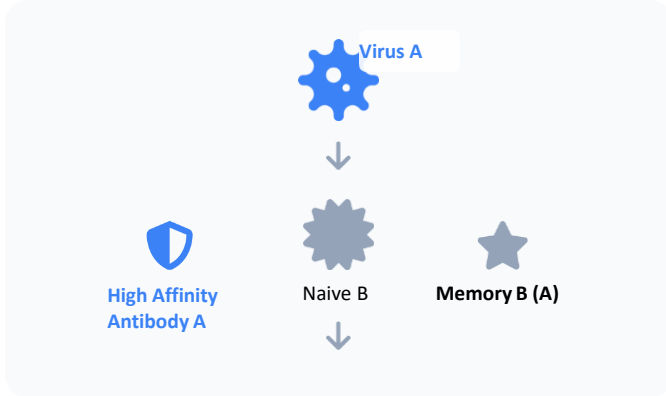 Virus A
High Affinity
Antibody A
Naive B
Memory B (A)